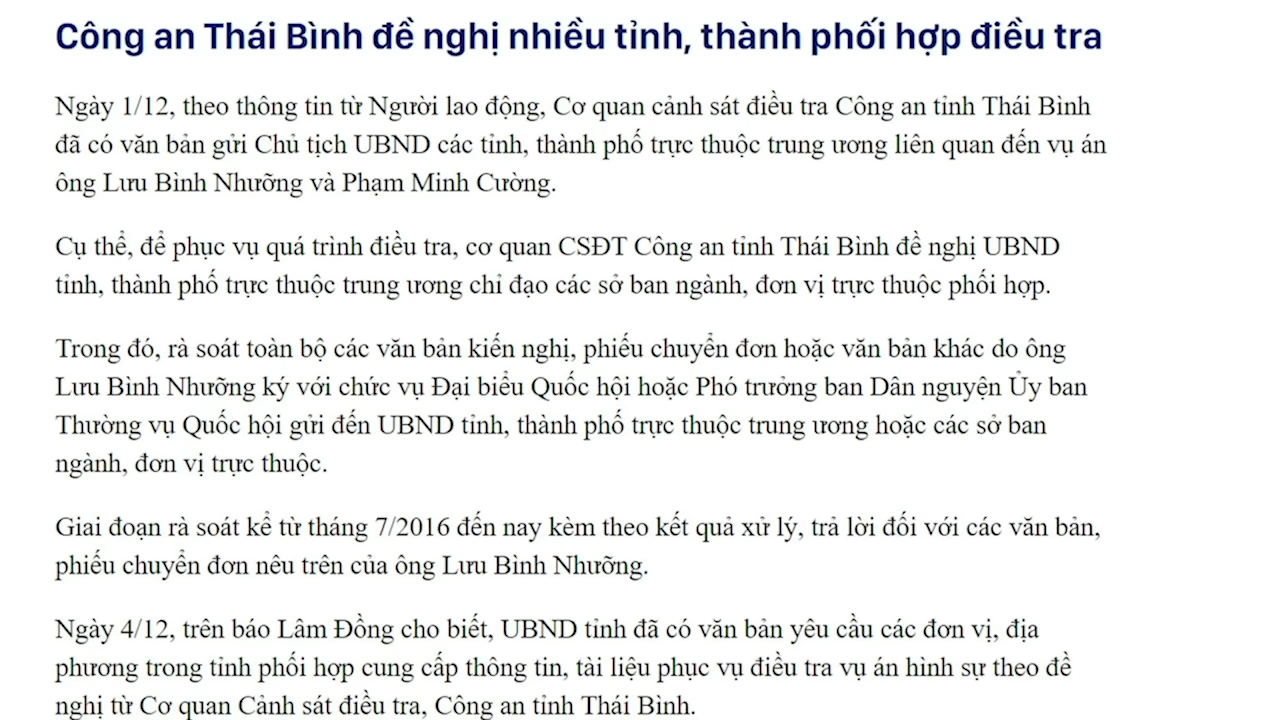 Công an Thái Bình đề nghị nhiều tỉnh, thành phối hợp điều tra
Ngày 1/12, theo thông tin từ Người lao động, Cơ quan cảnh sát điều tra Công an tỉnh Thái Bình
đã có văn bản gửi Chủ tịch UBND các tỉnh, thành phố trực thuộc trung ương liên quan đến vụ án
ông Lưu Bình Nhưỡng và Phạm Minh Cường.
Cụ thể, để phục vụ quá trình điều tra, cơ quan CSĐT Công an tỉnh Thái Bình đề nghị UBND
tỉnh, thành phố trực thuộc trung ương chỉ đạo các sở ban ngành, đơn vị trực thuộc phối hợp.
Trong đó, rà soát toàn bộ các văn bản kiến nghị, phiếu chuyển đơn hoặc văn bản khác do ông
Lưu Bình Nhưỡng ký với chức vụ Đại biểu Quốc hội hoặc Phó trưởng ban Dân nguyện Ủy ban
Thường vụ Quốc hội gửi đến UBND tỉnh, thành phố trực thuộc trung ương hoặc các sở ban
ngành, đơn vị trực thuộc.
Giai đoạn rà soát kể từ tháng 7/2016 đến nay kèm theo kết quả xử lý, trả lời đối với các văn bản,
phiếu chuyển đơn nêu trên của ông Lưu Bình Nhưỡng.
Ngày 4/12, trên báo Lâm Đồng cho biết, UBND tỉnh đã có văn bản yêu cầu các đơn vị, địa
phương trong tỉnh phối hợp cung cấp thông tin, tài liệu phục vụ điều tra vụ án hình sự theo đề
nghị từ Cơ quan Cảnh sát điều tra, Công an tỉnh Thái Bình.